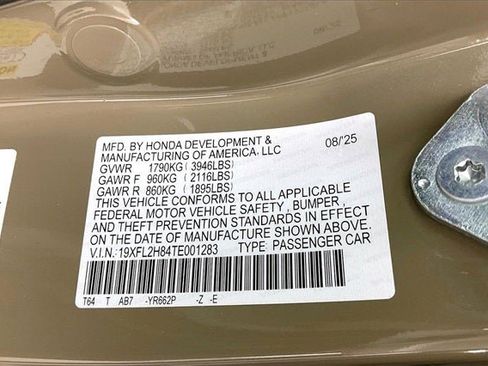 08/25
MFD. BY HONDA DEVELOPMENT & 08/'25
MANUFACTURING OF AMERICA. LLC
GVWR 1790KG ( 3946LBS)
GAWR F 960KG ( 2116LBS)
GAWR R 860KG ( 1895LBS)
THIS VEHICLE CONFORMS TO ALL APPLICABLE
FEDERAL MOTOR VEHICLE SAFETY , BUMPER ,
AND THEFT PREVENTION STANDARDS IN EFFECT
ON THE DATE OF MANUFACTURE SHOWN ABOVE.
V.I.N.:19XFL2H84TE001283 TYPE: PASSENGER CAR
T64 T AB7 -YR662P -Z -E